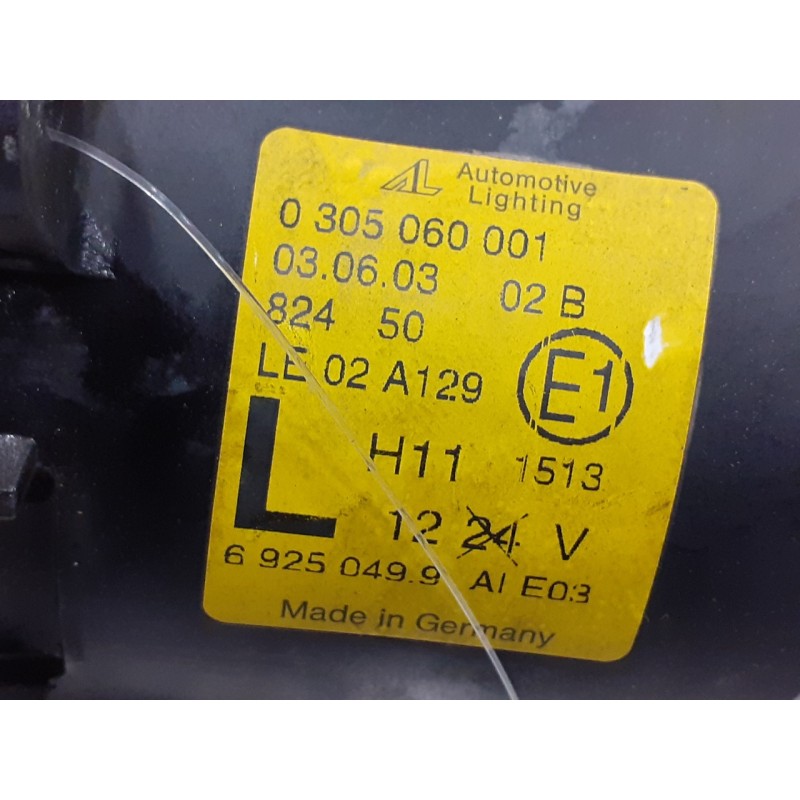 AL Automotive
Lighting
0 305 060 001
03.06.03 02 B
824 50
LE 02 A129 E1
L H11 1513
12 24 V
6 925 049.9 AI E03
Made in Germany